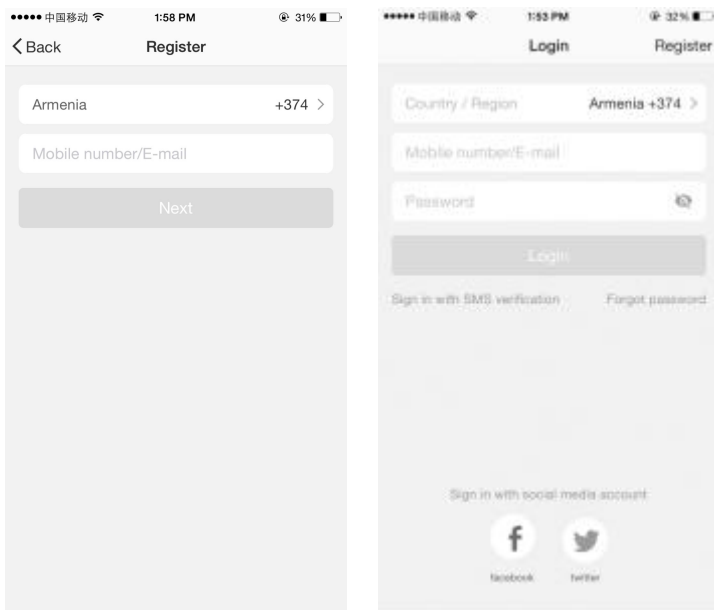 中国移动 1:58 PM 31%
Back Register
Armenia +374
Mobile number/E-mail
Next
中国移动 1:53 PM 32%
Login Register
Country / Region Armenia +374
Mobile number/E-mail
Password
Login
Sign in with SMS verification Forgot password
Sign in with social media account
facebook twitter